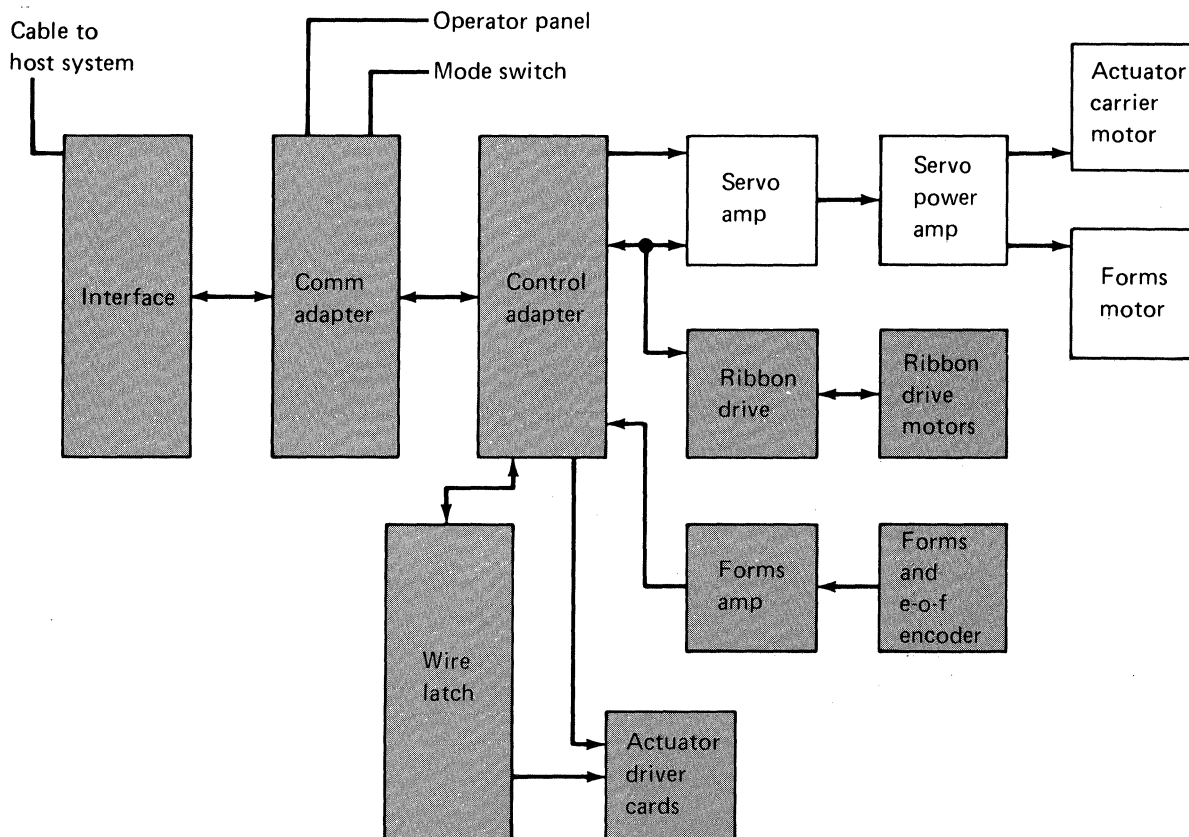 Cable to
host system
Operator panel
Mode switch
Interface
Comm
adapter
Control
adapter
Servo
amp
Servo
power
amp
Actuator
carrier
motor
Forms
motor
Ribbon
drive
Ribbon
drive
motors
Forms
amp
Forms
and
e-o-f
encoder
Wire
latch
Actuator
driver
cards